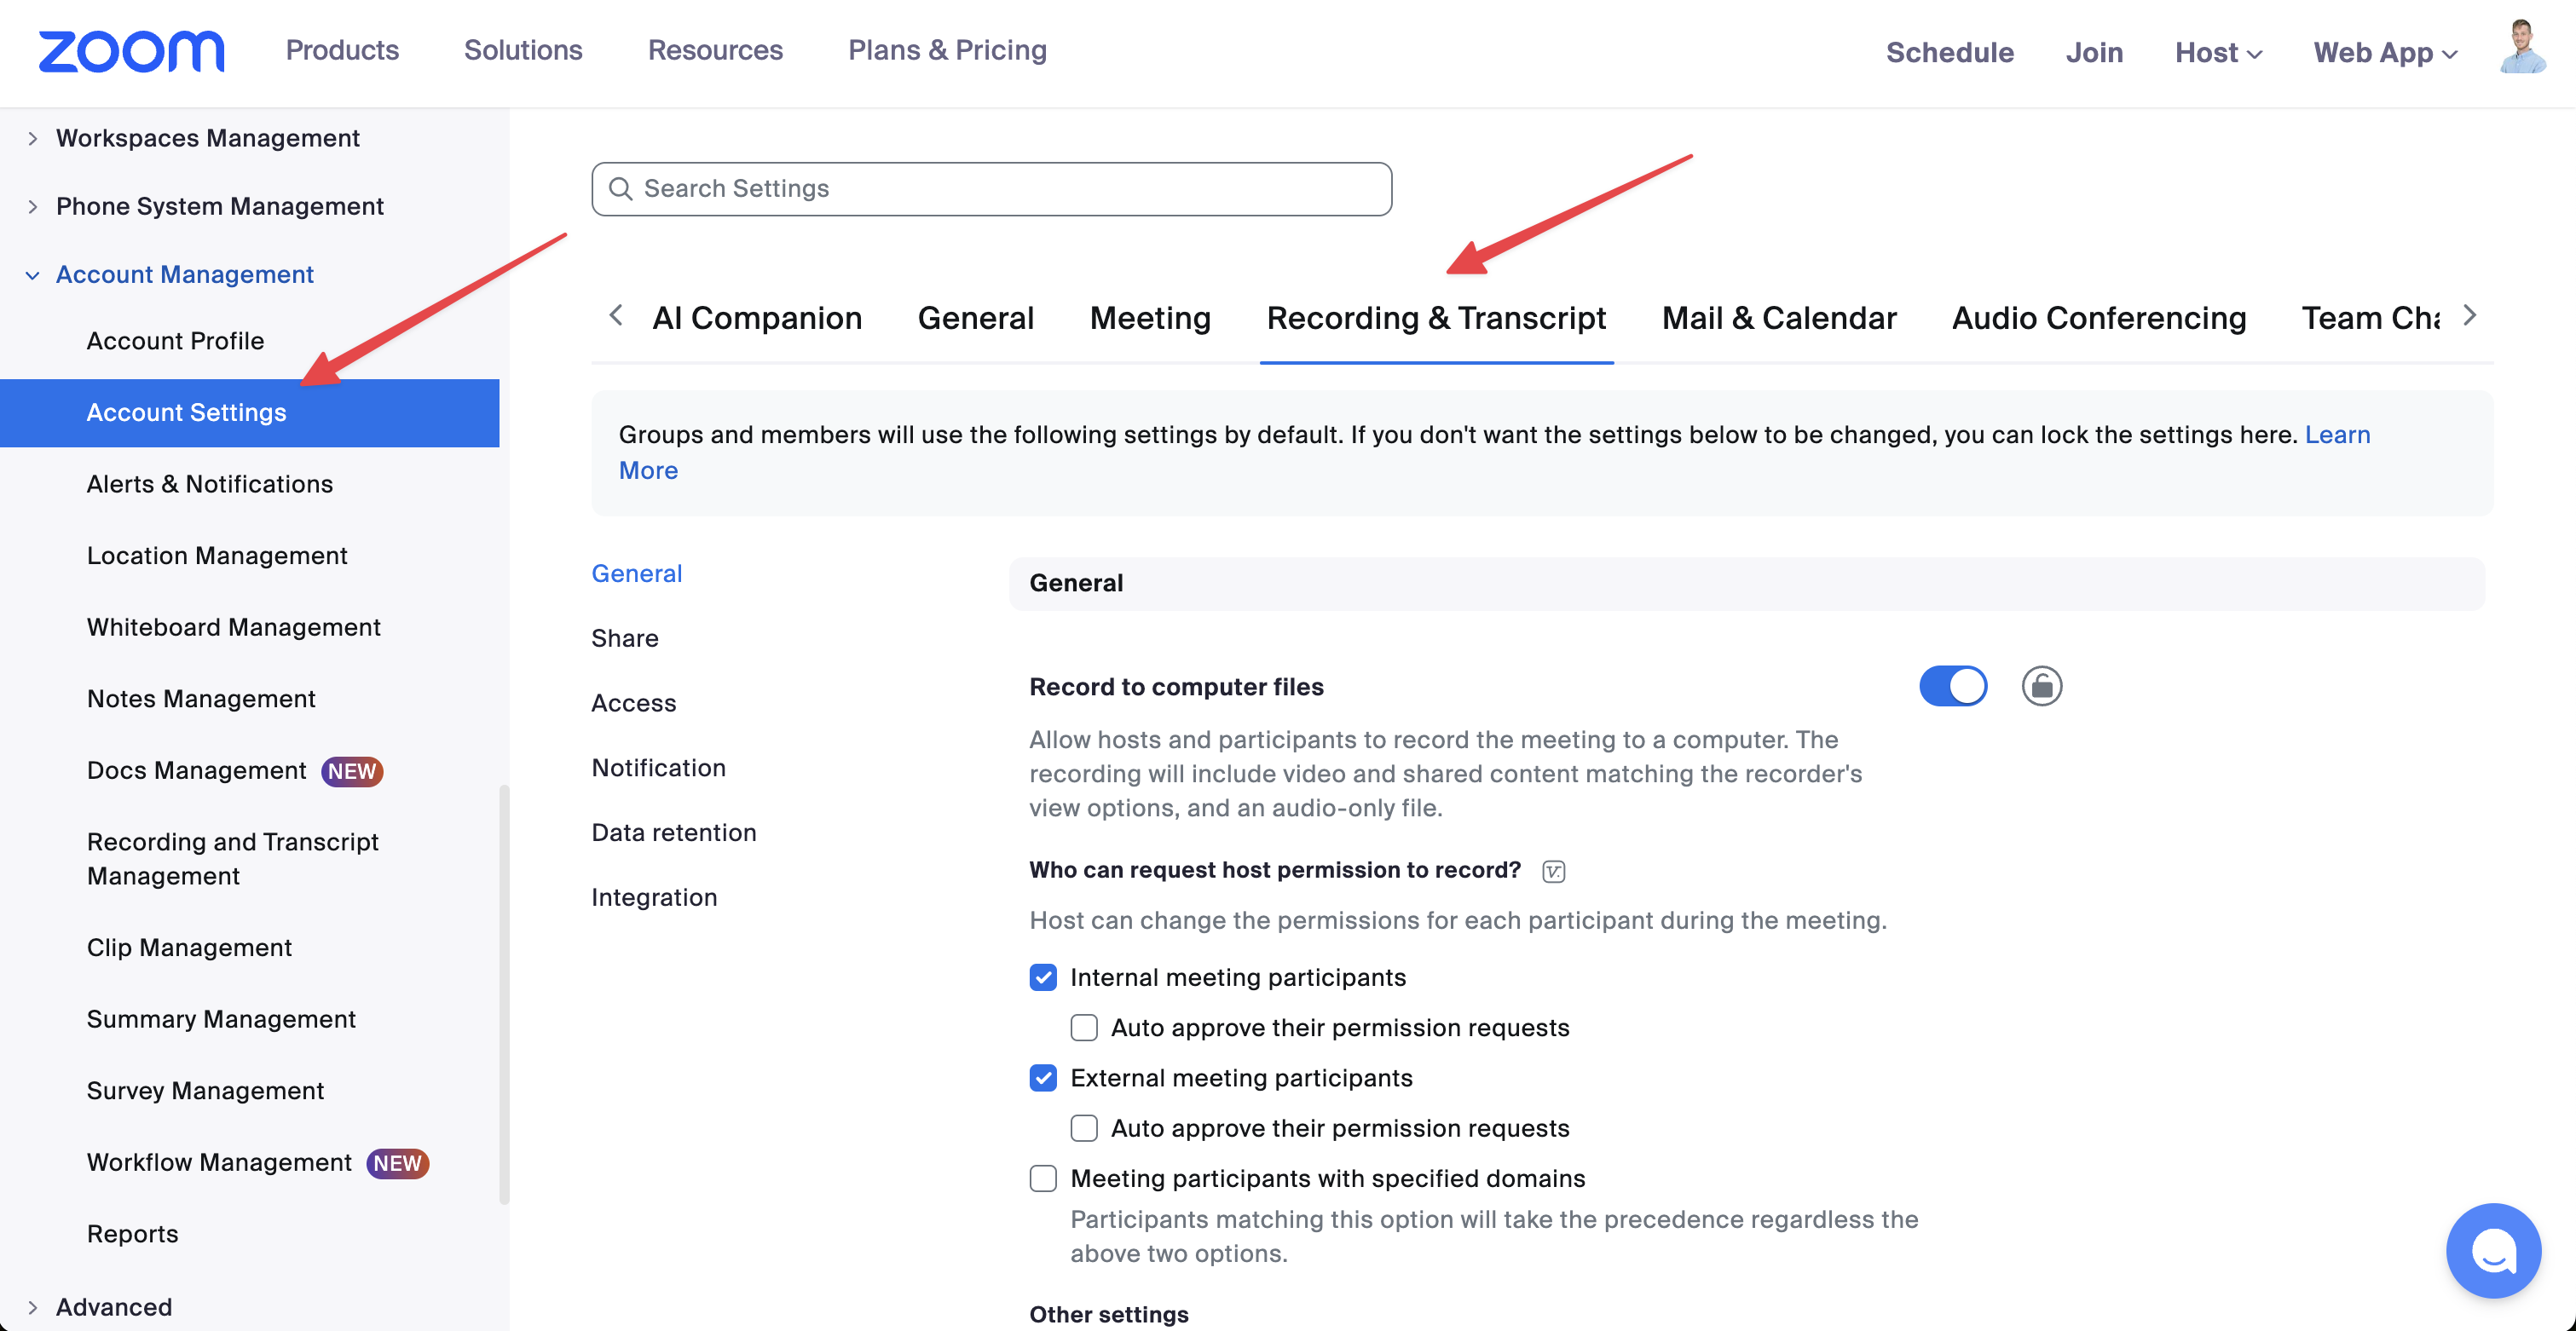 zoom
Products
Solutions
Resources
Plans & Pricing
Schedule
Join
Host
Web App
Workspaces Management
Phone System Management
Account Management
Account Profile
Account Settings
Alerts & Notifications
Location Management
Whiteboard Management
Notes Management
Docs Management NEW
Recording and Transcript
Management
Clip Management
Summary Management
Survey Management
Workflow Management NEW
Reports
Advanced
Search Settings
AI Companion
General
Meeting
Recording & Transcript
Mail & Calendar
Audio Conferencing
Team Cha
Groups and members will use the following settings by default. If you don't want the settings below to be changed, you can lock the settings here. Learn
More
General
Share
Access
Notification
Data retention
Integration
General
Record to computer files
Allow hosts and participants to record the meeting to a computer. The
recording will include video and shared content matching the recorder's
view options, and an audio-only file.
Who can request host permission to record?
Host can change the permissions for each participant during the meeting.
Internal meeting participants
Auto approve their permission requests
External meeting participants
Auto approve their permission requests
Meeting participants with specified domains
Participants matching this option will take the precedence regardless the
above two options.
Other settings